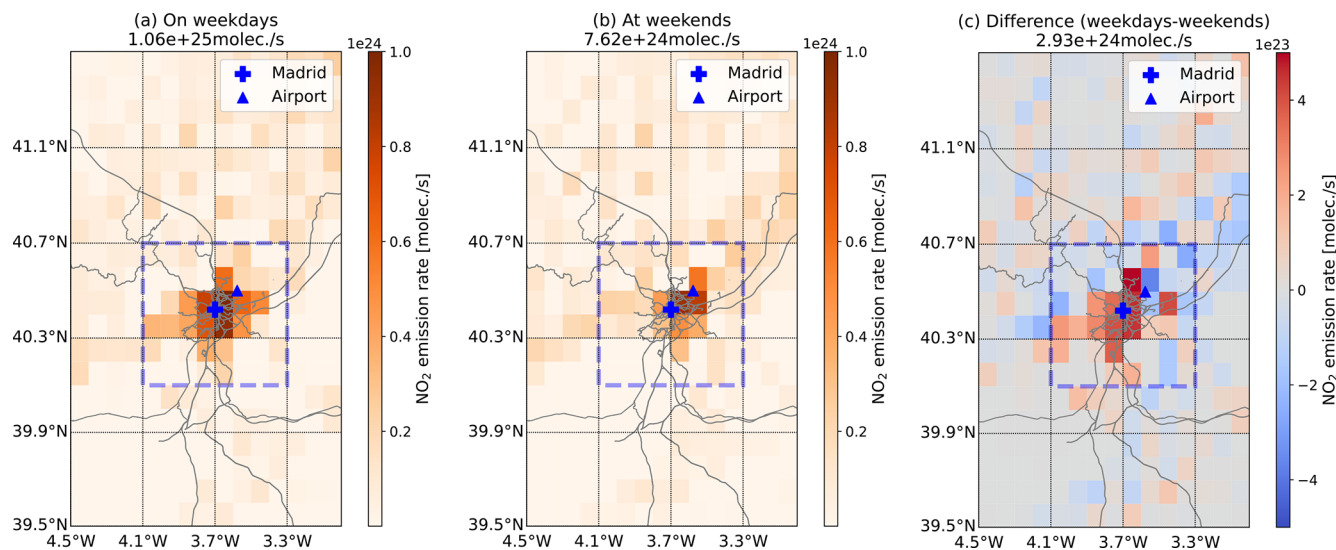 (a) On weekdays
1.06e+25molec./s
1e24
Madrid
Airport
41.1°N
40.7°N
40.3°N
39.9°N
39.5°N
4.5°W 4.1°W 3.7°W 3.3°W
1.0
0.8
0.6
0.4
0.2
NO₂ emission rate [molec./s]
(b) At weekends
7.62e+24molec./s
1e24
Madrid
Airport
41.1°N
40.7°N
40.3°N
39.9°N
39.5°N
4.5°W 4.1°W 3.7°W 3.3°W
1.0
0.8
0.6
0.4
0.2
NO₂ emission rate [molec./s]
(c) Difference (weekdays-weekends)
2.93e+24molec./s
1e23
Madrid
Airport
41.1°N
40.7°N
40.3°N
39.9°N
39.5°N
4.5°W 4.1°W 3.7°W 3.3°W
4
2
0
−2
−4
NO₂ emission rate [molec./s]